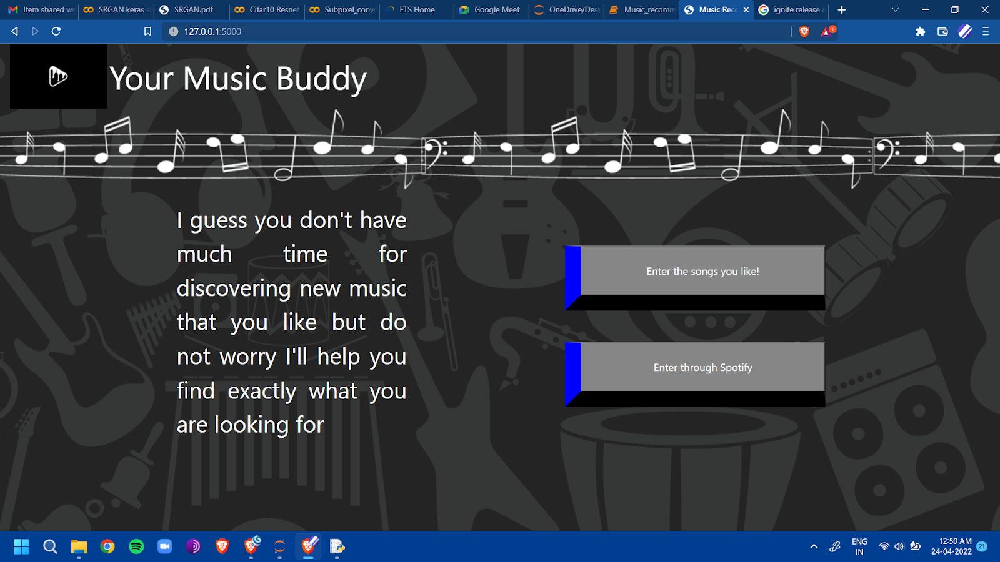 Item shared wi
SRGAN keras s
SRGAN.pdf
Cifar10 Resnet
Subpixel_conv
ETS Home
Google Meet
OneDrive/Desk
Music_recomm
Music Rec
ignite release
127.0.0.1:5000
1
Your Music Buddy
I guess you don't have
much time for
discovering new music
that you like but do
not worry I'll help you
find exactly what you
are looking for
Enter the songs you like!
Enter through Spotify
ENG
IN
12:50 AM
24-04-2022
21